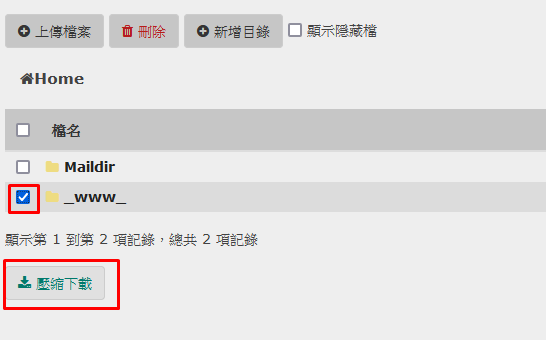 上傳檔案 刪除 新增目錄 顯示隱藏檔
Home
檔名
Maildir
__www__
顯示第 1 到第 2 項記錄，總共 2 項記錄
壓縮下載